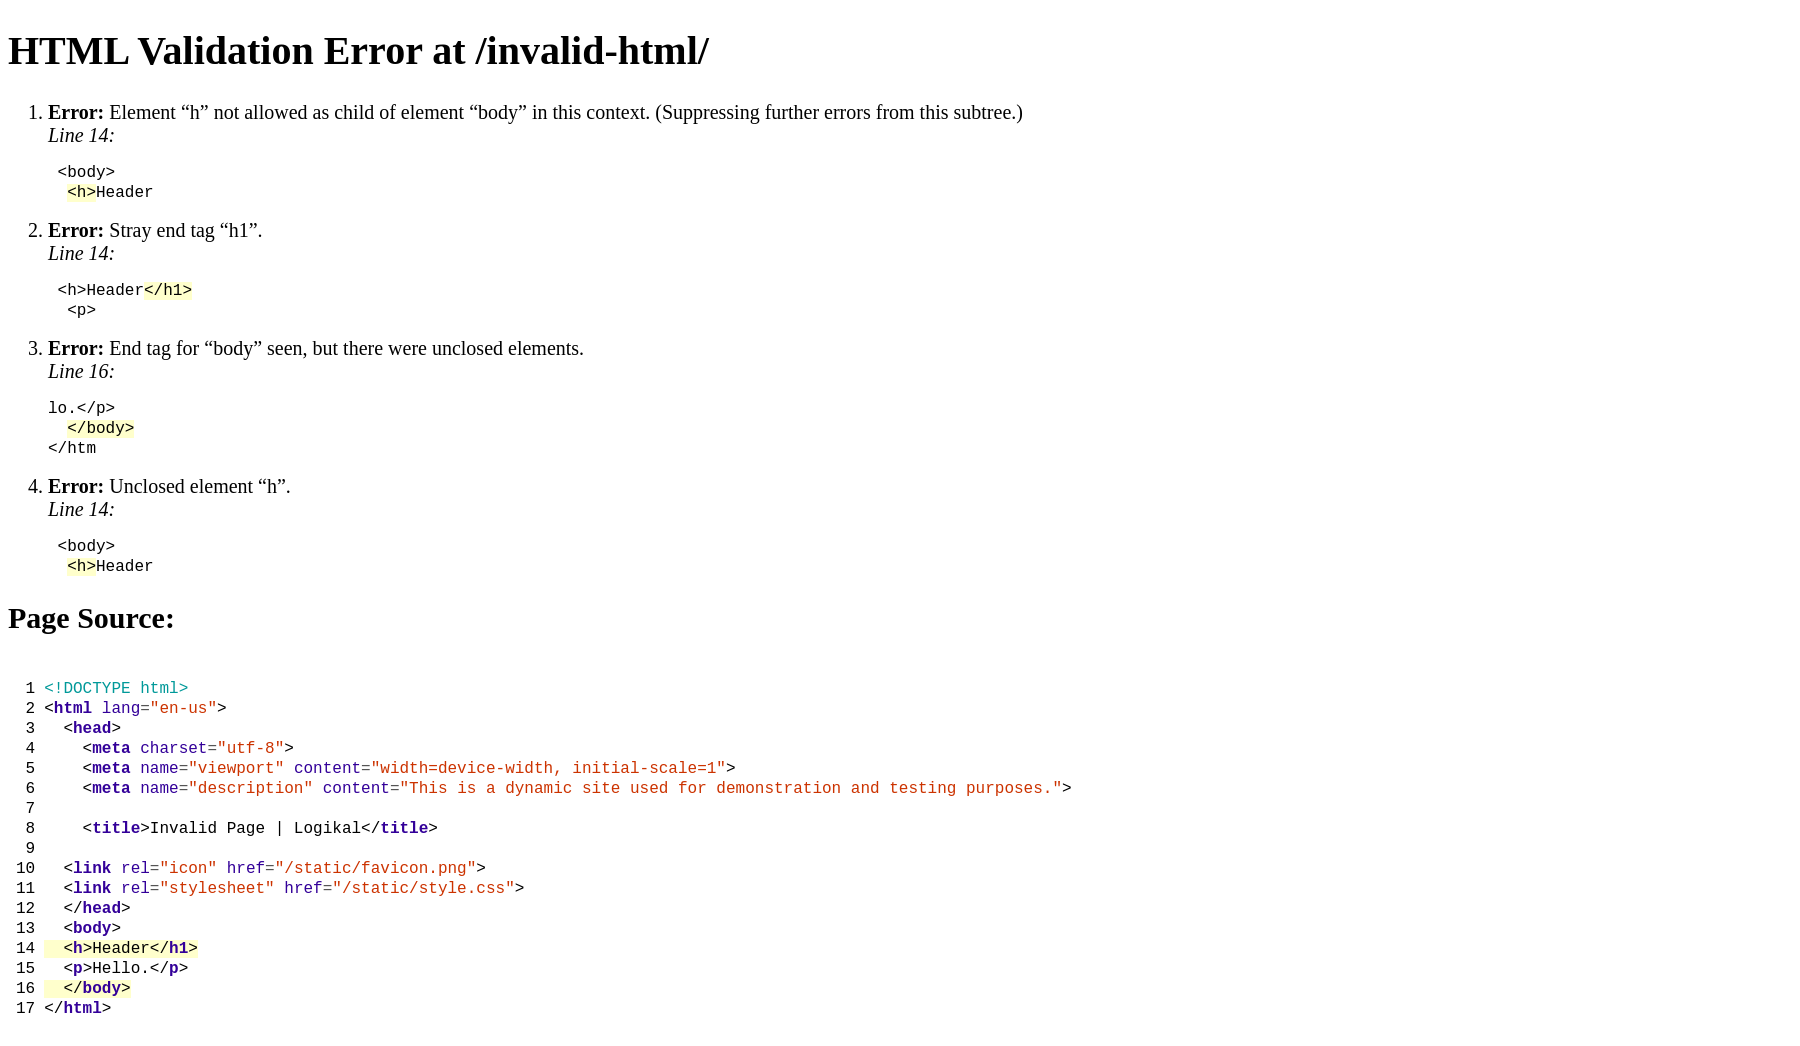 HTML Validation Error at /invalid-html/
1. Error: Element “h” not allowed as child of element “body” in this context. (Suppressing further errors from this subtree.)
Line 14:
<body>
<h>Header
2. Error: Stray end tag “h1”.
Line 14:
<h>Header</h1>
<p>
3. Error: End tag for “body” seen, but there were unclosed elements.
Line 16:
lo.</p>
</body>
</htm
4. Error: Unclosed element “h”.
Line 14:
<body>
<h>Header
Page Source:
1 <!DOCTYPE html>
2 <html lang="en-us">
3   <head>
4     <meta charset="utf-8">
5     <meta name="viewport" content="width=device-width, initial-scale=1">
6     <meta name="description" content="This is a dynamic site used for demonstration and testing purposes.">
7
8     <title>Invalid Page | Logikal</title>
9
10   <link rel="icon" href="/static/favicon.png">
11   <link rel="stylesheet" href="/static/style.css">
12   </head>
13   <body>
14   <h>Header</h1>
15   <p>Hello.</p>
16   </body>
17 </html>